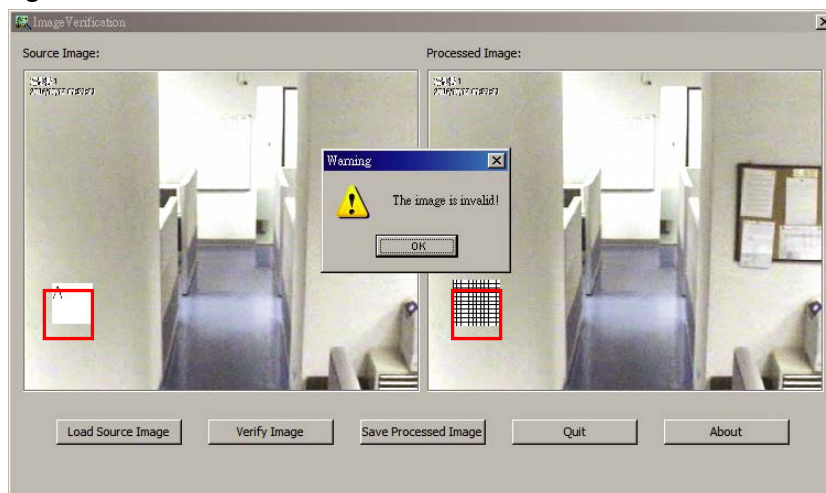 ImageVerification
Source Image:
Processed Image:
Warning
The image is invalid!
OK
A
Load Source Image
Verify Image
Save Processed Image
Quit
About